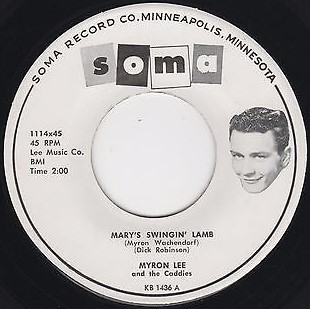 SOMA RECORD CO. MINNEAPOLIS, MINNESOTA
soma
1114x45
45 RPM
Lee Music Co.
BMI
Time 2:00
MARY'S SWINGIN' LAMB
(Myron Wachendorf)
(Dick Robinson)
MYRON LEE
and the Caddies
KB 1436 A